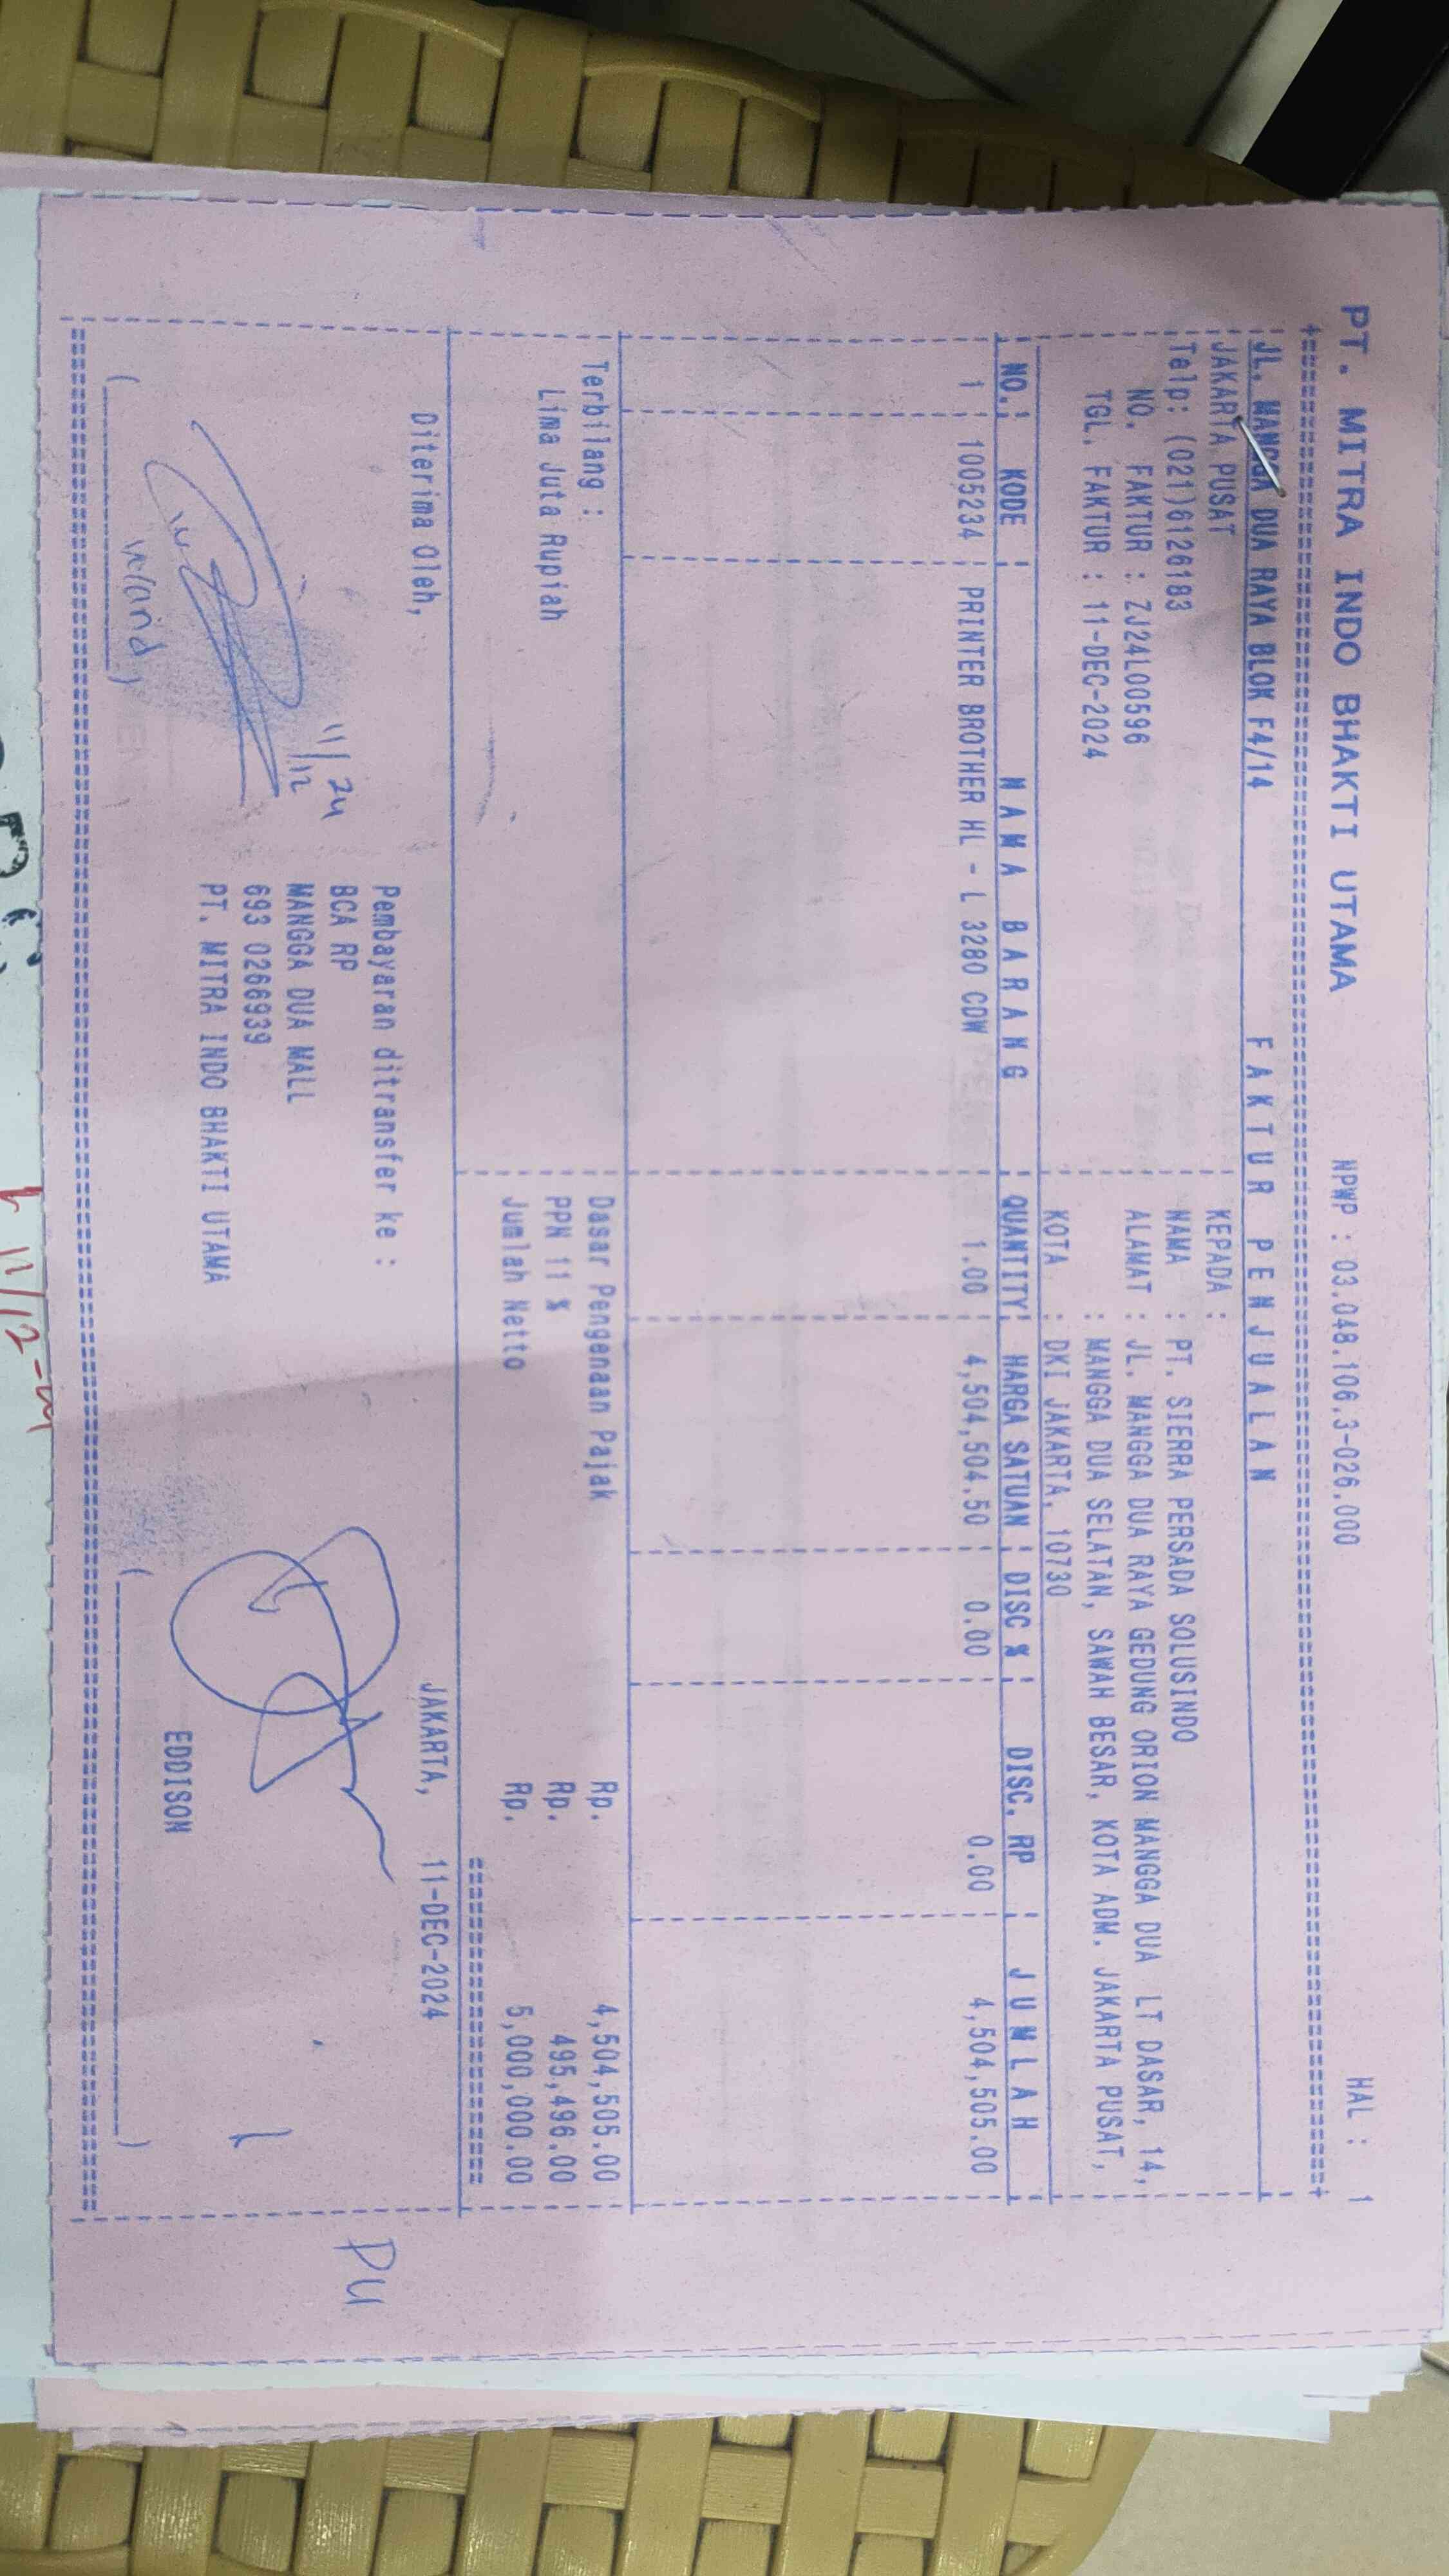 PT. MITRA INDO BHAKTI UTAMA NPWP : 03.048.106.3-026.000 HAL : 1
JL. MANGGA DUA RAYA BLOK F4/14 F A K T U R P E N J U A L A N
JAKARTA PUSAT KEPADA :
Telp: (021)6126183 NAMA : PT. SIERRA PERSADA SOLUSINDO
NO. FAKTUR : ZJ24L00596 ALAMAT : JL. MANGGA DUA RAYA GEDUNG ORION MANGGA DUA LT DASAR, 14,
TGL. FAKTUR : 11-DEC-2024 : MANGGA DUA SELATAN, SAWAH BESAR, KOTA ADM. JAKARTA PUSAT,
KOTA : DKI JAKARTA, 10730
NO. KODE N A M A B A R A N G QUANTITY HARGA SATUAN DISC % DISC. RP J U M L A H
1 1005234 PRINTER BROTHER HL - L 3280 CDW 1.00 4,504,504.50 0.00 0.00 4,504,505.00
Terbilang : Dasar Pengenaan Pajak Rp. 4,504,505.00
Lima Juta Rupiah PPN 11 % Rp. 495,496.00
Jumlah Netto Rp. 5,000,000.00
Diterima Oleh, JAKARTA, 11-DEC-2024
Pembayaran ditransfer ke :
BCA RP
MANGGA DUA MALL
693 0266939
PT. MITRA INDO BHAKTI UTAMA
11/12 24
EDDISON
Pu
11/12-24